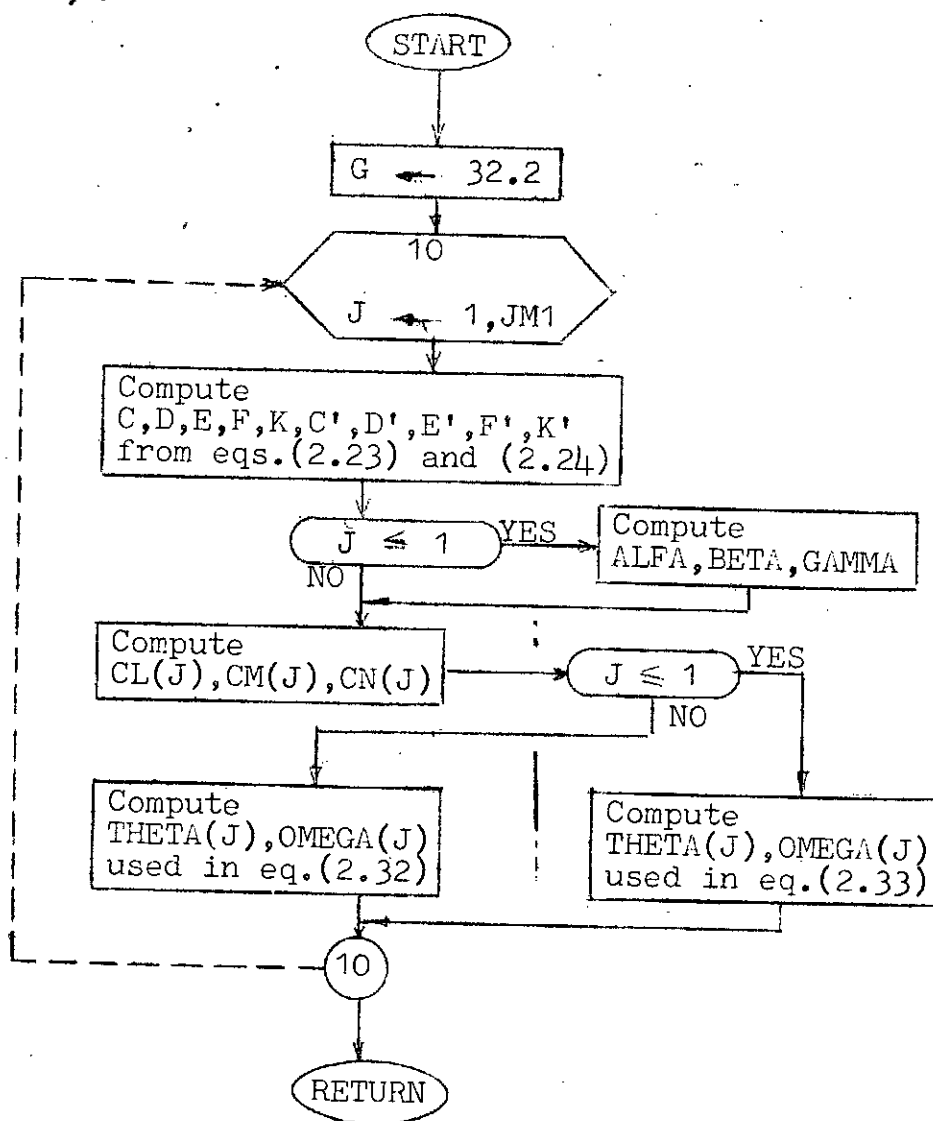 START
G ← 32.2
10
J ← 1,JM1
Compute
C,D,E,F,K,C',D',E',F',K'
from eqs.(2.23) and (2.24)
J ≤ 1
YES
NO
Compute
ALFA,BETA,GAMMA
Compute
CL(J),CM(J),CN(J)
J ≤ 1
YES
NO
Compute
THETA(J),OMEGA(J)
used in eq.(2.32)
Compute
THETA(J),OMEGA(J)
used in eq.(2.33)
10
RETURN